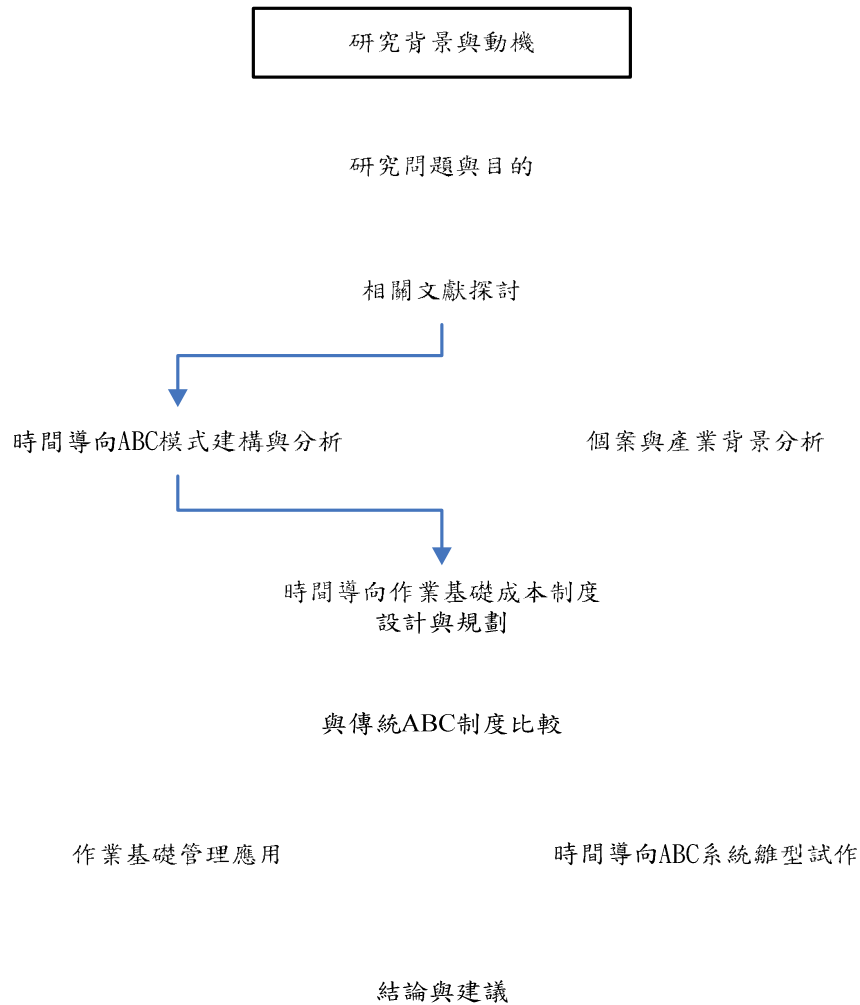 研究背景與動機
研究問題與目的
相關文獻探討
時間導向ABC模式建構與分析
個案與產業背景分析
時間導向作業基礎成本制度
設計與規劃
與傳統ABC制度比較
作業基礎管理應用
時間導向ABC系統雛型試作
結論與建議